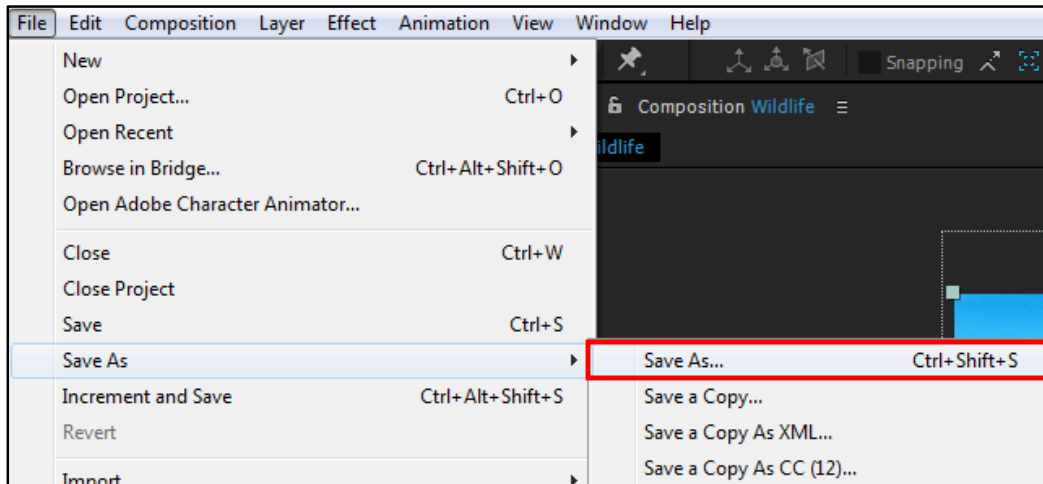 File Edit Composition Layer Effect Animation View Window Help
New
Open Project... Ctrl+O
Open Recent
Browse in Bridge... Ctrl+Alt+Shift+O
Open Adobe Character Animator...
Close Ctrl+W
Close Project
Save Ctrl+S
Save As
Increment and Save Ctrl+Alt+Shift+S
Revert
Import
Snapping
Composition Wildlife
ildlife
Save As... Ctrl+Shift+S
Save a Copy...
Save a Copy As XML...
Save a Copy As CC (12)...